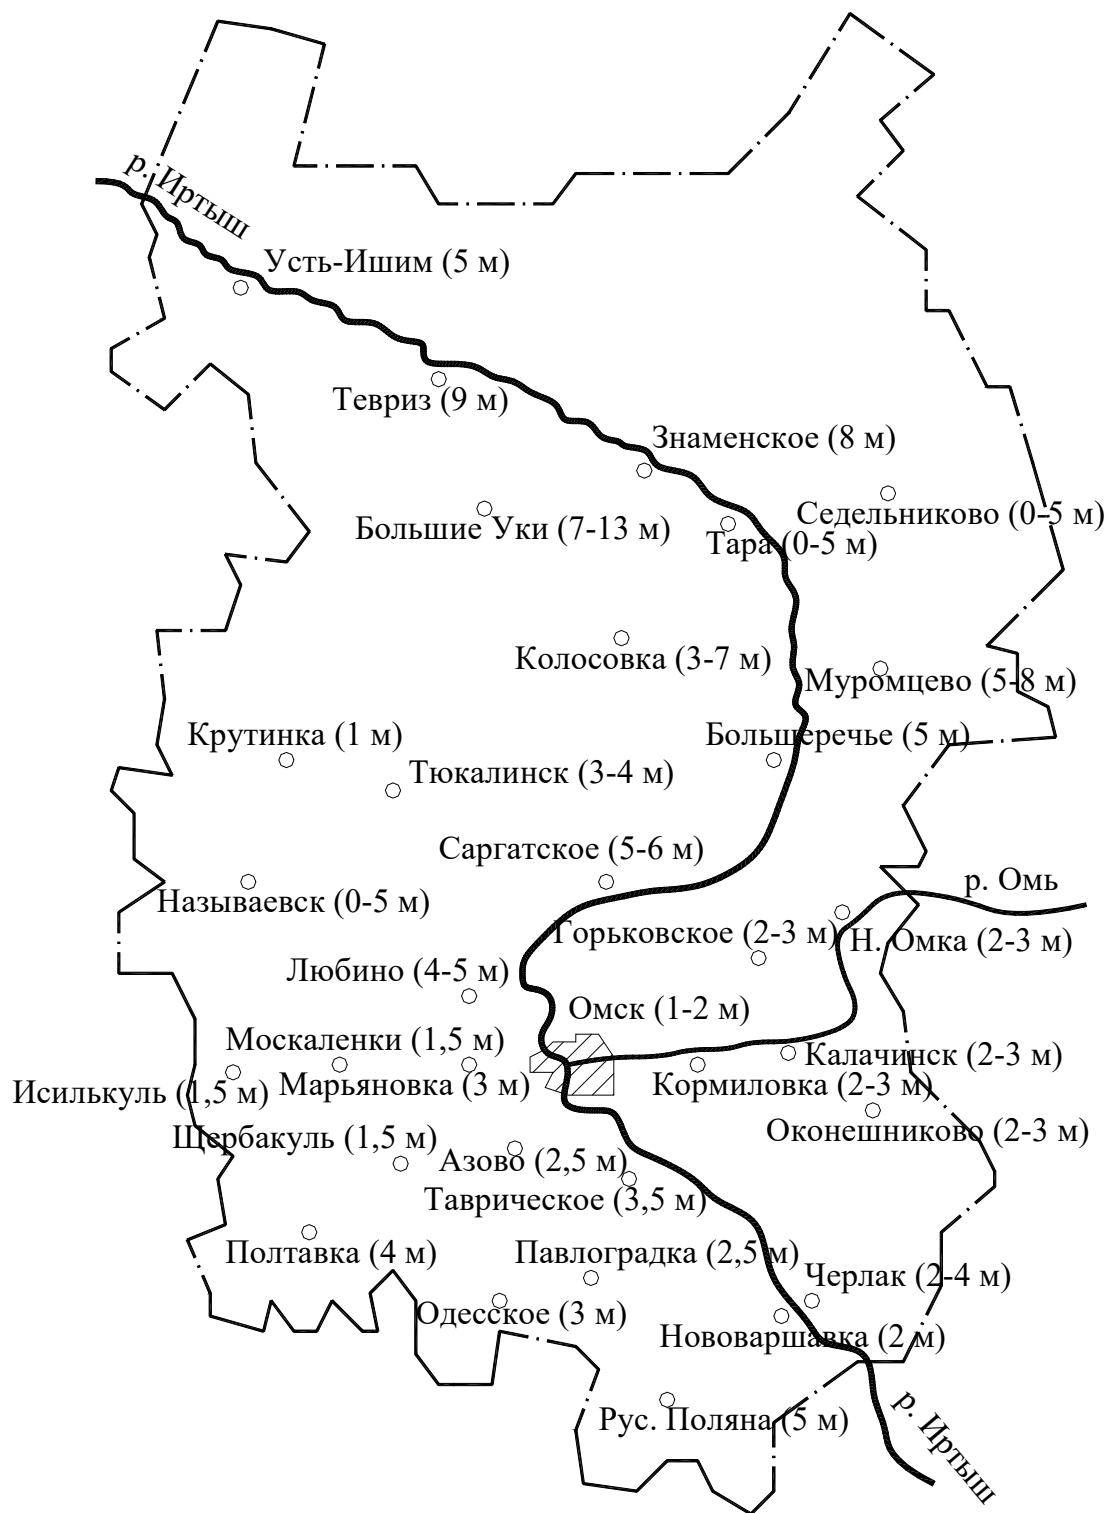 р. Иртыш
Усть-Ишим (5 м)
Тевриз (9 м)
Знаменское (8 м)
Седельниково (0-5 м)
Большие Уки (7-13 м)
Тара (0-5 м)
Колосовка (3-7 м)
Муромцево (5-8 м)
Крутинка (1 м)
Большеречье (5 м)
Тюкалинск (3-4 м)
Саргатское (5-6 м)
р. Омь
Называевск (0-5 м)
Горьковское (2-3 м)
Н. Омка (2-3 м)
Любино (4-5 м)
Омск (1-2 м)
Москаленки (1,5 м)
Калачинск (2-3 м)
Исилькуль (1,5 м)
Марьяновка (3 м)
Кормиловка (2-3 м)
Оконешниково (2-3 м)
Щербакуль (1,5 м)
Азово (2,5 м)
Таврическое (3,5 м)
Полтавка (4 м)
Павлоградка (2,5 м)
Черлак (2-4 м)
Одесское (3 м)
Нововаршавка (2 м)
Рус. Поляна (5 м)
р. Иртыш